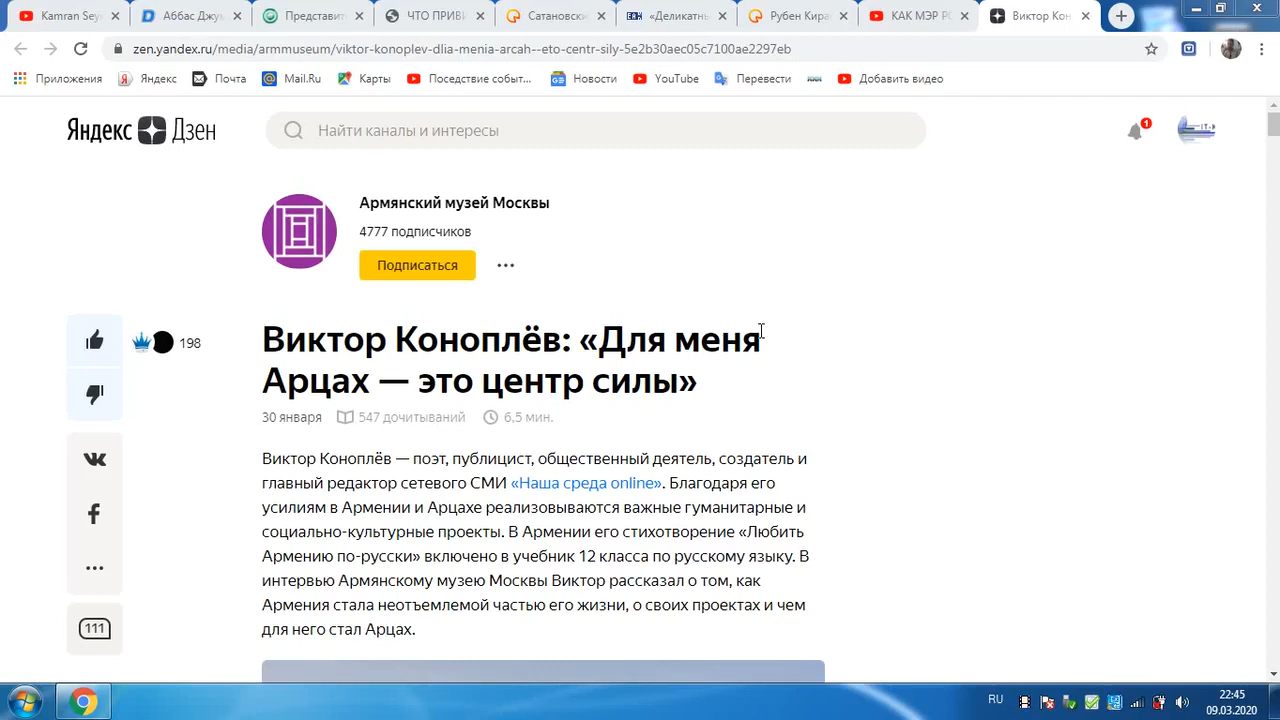 Kamran Sey
Аббас Джу
Представит
ЧТО ПРИВ
Сатановск
«Деликатн
Рубен Кира
КАК МЭР Р
Виктор Кон
zen.yandex.ru/media/armmuseum/viktor-konoplev-dlia-menia-arcah--eto-centr-sily-5e2b30aec05c7100ae2297eb
Приложения
Яндекс
Почта
Mail.Ru
Карты
Поседствие событ...
Новости
YouTube
Перевести
Добавить видео
Яндекс Дзен
Найти каналы и интересы
1
Армянский музей Москвы
4777 подписчиков
Подписаться
198
Виктор Коноплёв: «Для меня
Арцах — это центр силы»
30 января 547 дочитываний 6,5 мин.
Виктор Коноплёв — поэт, публицист, общественный деятель, создатель и
главный редактор сетевого СМИ «Наша среда online». Благодаря его
усилиям в Армении и Арцахе реализовываются важные гуманитарные и
социально-культурные проекты. В Армении его стихотворение «Любить
Армению по-русски» включено в учебник 12 класса по русскому языку. В
интервью Армянскому музею Москвы Виктор рассказал о том, как
Армения стала неотъемлемой частью его жизни, о своих проектах и чем
для него стал Арцах.
111
RU
22:45
09.03.2020